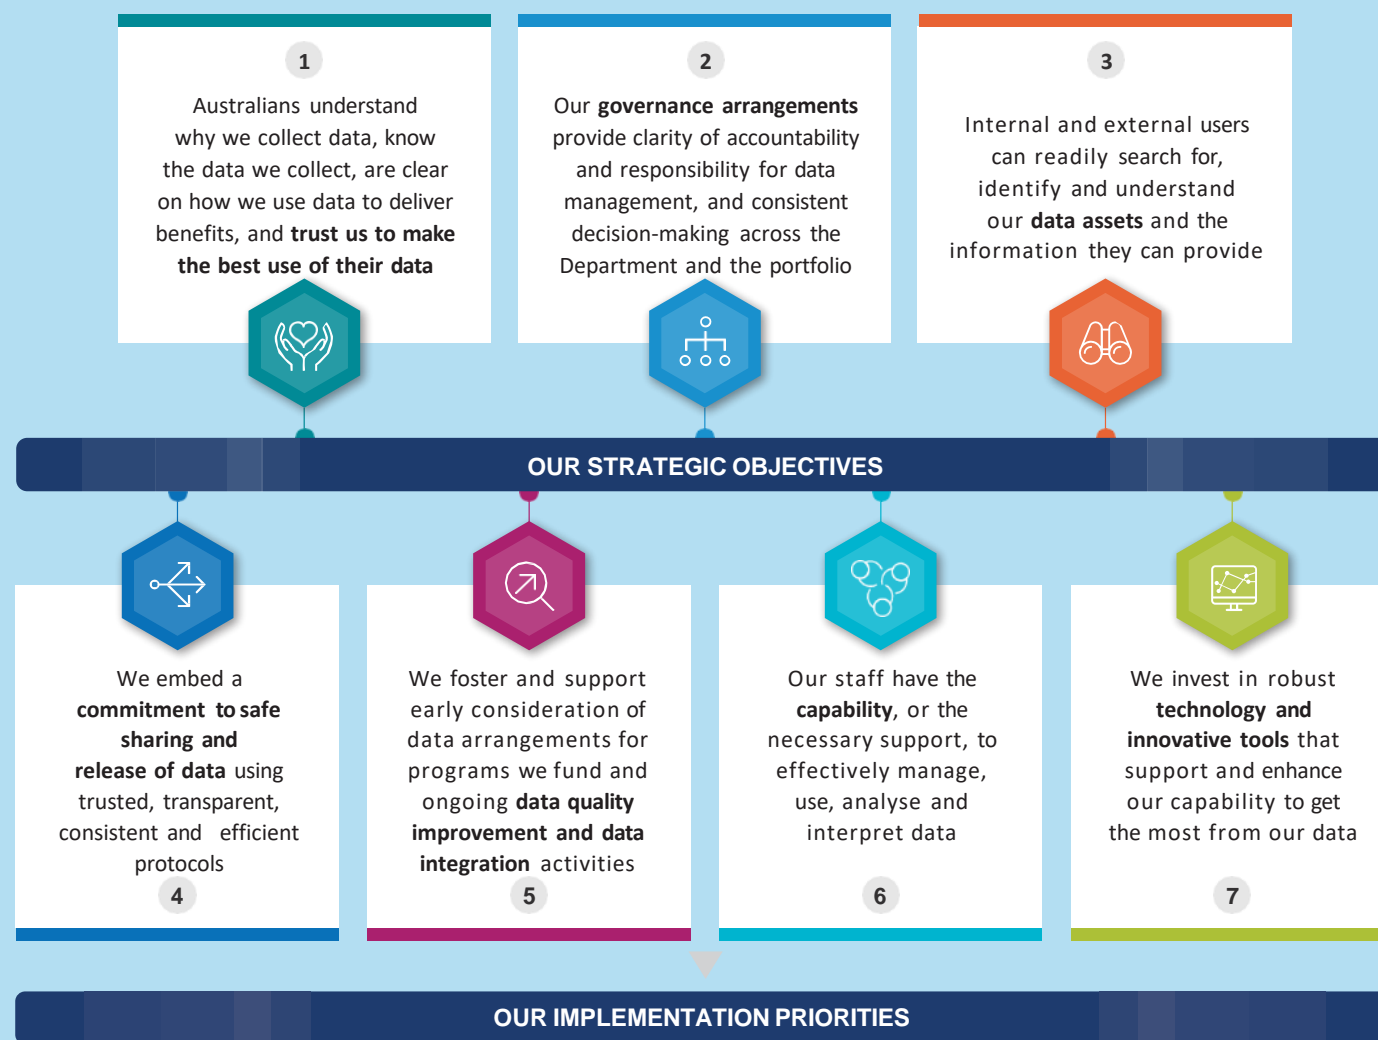 1
Australians understand
why we collect data, know
the data we collect, are clear
on how we use data to deliver
benefits, and trust us to make
the best use of their data
2
Our governance arrangements
provide clarity of accountability
and responsibility for data
management, and consistent
decision-making across the
Department and the portfolio
3
Internal and external users
can readily search for,
identify and understand
our data assets and the
information they can provide
OUR STRATEGIC OBJECTIVES
We embed a
commitment to safe
sharing and
release of data using
trusted, transparent,
consistent and efficient
protocols
4
We foster and support
early consideration of
data arrangements for
programs we fund and
ongoing data quality
improvement and data
integration activities
5
Our staff have the
capability, or the
necessary support, to
effectively manage,
use, analyse and
interpret data
6
We invest in robust
technology and
innovative tools that
support and enhance
our capability to get
the most from our data
7
OUR IMPLEMENTATION PRIORITIES